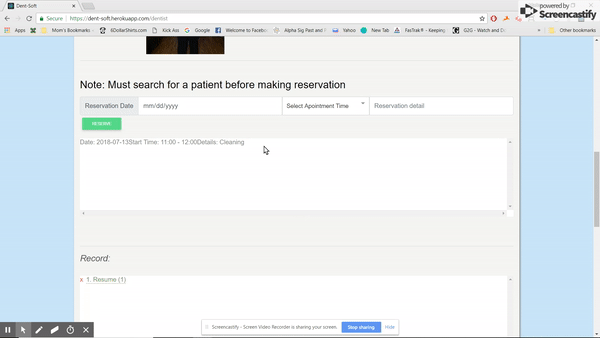 Dent-Soft
Secure https://dent-soft.herokuapp.com/dentist
Apps Mom's Bookmarks 6DollarShirts.com Kick Ass Google Welcome to Facebook Alpha Sig Past and Yahoo New Tab FasTrak® - Keeping G2G - Watch and D Other bookmarks
powered by
Screencastify
Note: Must search for a patient before making reservation
Reservation Date mm/dd/yyyy Select Apointment Time Reservation detail
RESERVE
Date: 2018-07-13Start Time: 11:00 - 12:00Details: Cleaning
Record:
1. Resume (1)
Screencastify - Screen Video Recorder is sharing your screen. Stop sharing Hide